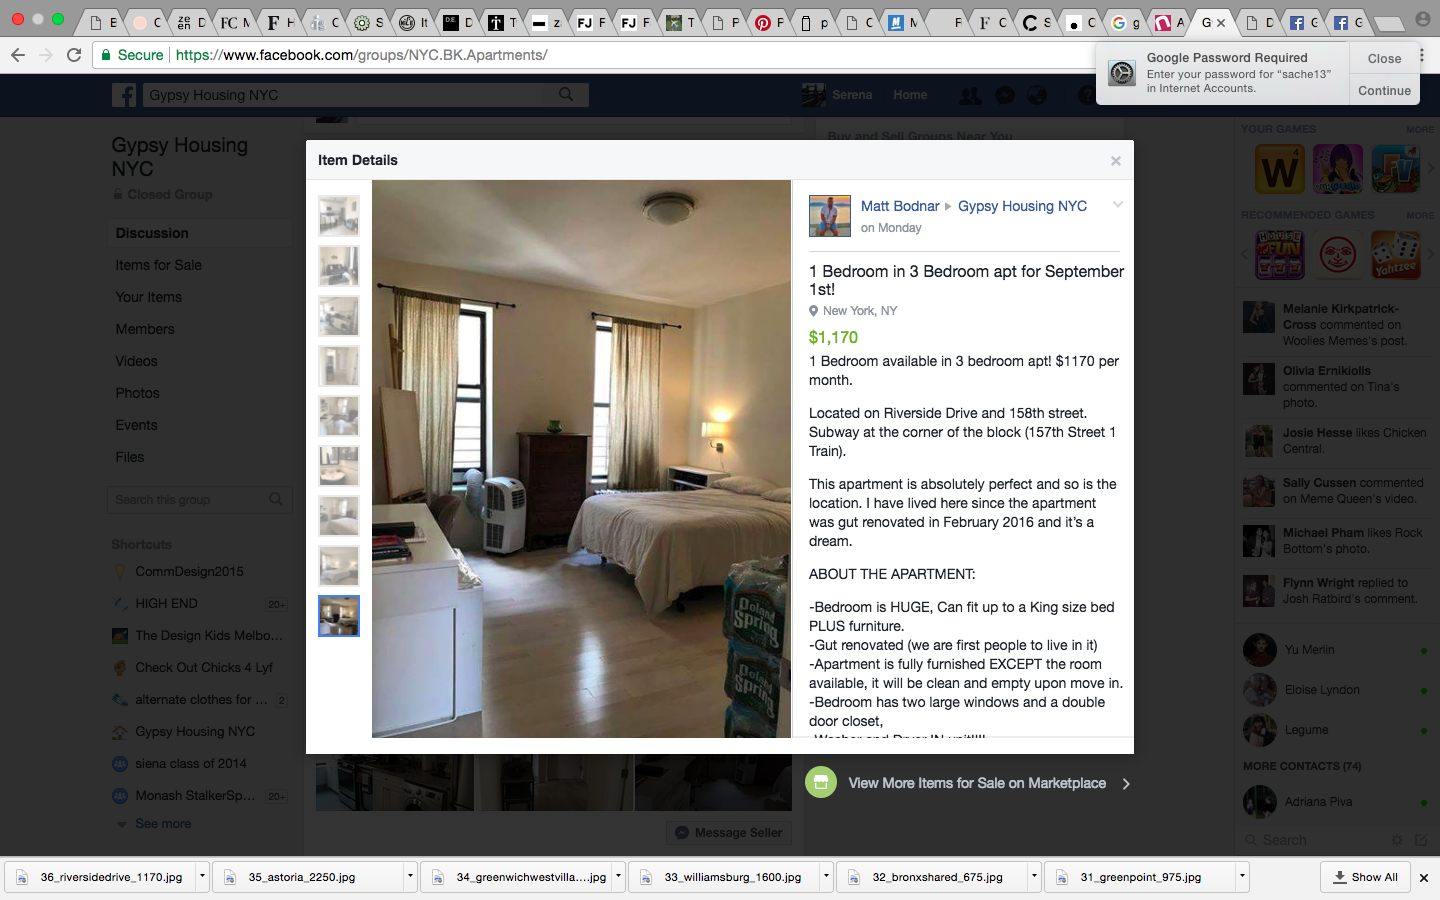 Secure
https://www.facebook.com/groups/NYC.BK.Apartments/
Google Password Required
Enter your password for “sache13”
in Internet Accounts.
Close
Continue
Gypsy Housing NYC
Serena
Home
Gypsy Housing
NYC
Closed Group
Discussion
Items for Sale
Your Items
Members
Videos
Photos
Events
Files
Search this group
Shortcuts
CommDesign2015
HIGH END 20+
The Design Kids Melbo...
Check Out Chicks 4 Lyf
alternate clothes for ... 2
Gypsy Housing NYC
siena class of 2014
Monash StalkerSp... 20+
See more
Buy and Sell Groups Near You
Item Details
Matt Bodnar
Gypsy Housing NYC
on Monday
1 Bedroom in 3 Bedroom apt for September
1st!
New York, NY
$1,170
1 Bedroom available in 3 bedroom apt! $1170 per
month.
Located on Riverside Drive and 158th street.
Subway at the corner of the block (157th Street 1
Train).
This apartment is absolutely perfect and so is the
location. I have lived here since the apartment
was gut renovated in February 2016 and it's a
dream.
ABOUT THE APARTMENT:
-Bedroom is HUGE, Can fit up to a King size bed
PLUS furniture.
-Gut renovated (we are first people to live in it)
-Apartment is fully furnished EXCEPT the room
available, it will be clean and empty upon move in.
-Bedroom has two large windows and a double
door closet,
-Washer and Dryer IN unit!!!!
Poland
Spring
Poland
Spring
View More Items for Sale on Marketplace
Message Seller
YOUR GAMES
MORE
RECOMMENDED GAMES
MORE
HOUSE
OF
FUN
Yahtzee
Melanie Kirkpatrick-
Cross commented on
Woolies Memes's post.
Olivia Ernikiolis
commented on Tina's
photo.
Josie Hesse likes Chicken
Central.
Sally Cussen commented
on Meme Queen's video.
Michael Pham likes Rock
Bottom's photo.
Flynn Wright replied to
Josh Ratbird's comment.
Yu Merlin
Eloise Lyndon
Legume
MORE CONTACTS (74)
Adriana Piva
Search
36_riversidedrive_1170.jpg
35_astoria_2250.jpg
34_greenwichwestvilla....jpg
33_williamsburg_1600.jpg
32_bronxshared_675.jpg
31_greenpoint_975.jpg
Show All